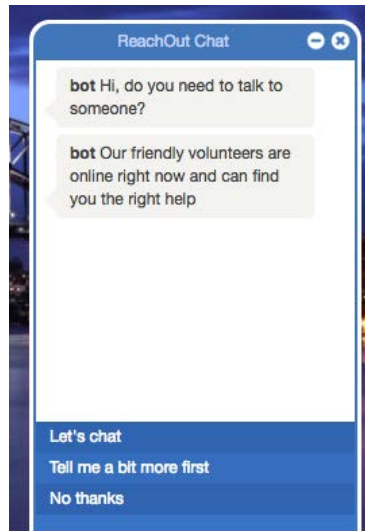 ReachOut Chat
bot Hi, do you need to talk to
someone?
bot Our friendly volunteers are
online right now and can find
you the right help
Let's chat
Tell me a bit more first
No thanks